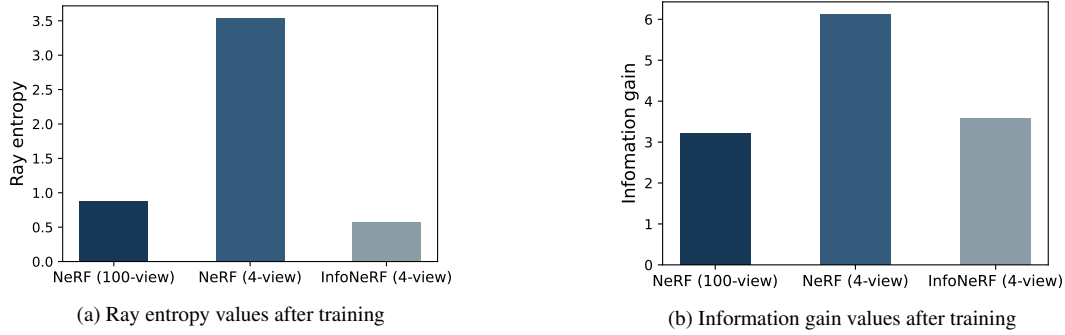 Ray entropy
3.5
3.0
2.5
2.0
1.5
1.0
0.5
0.0
NeRF (100-view) NeRF (4-view) InfoNeRF (4-view)
(a) Ray entropy values after training
Infomation gain
6
5
4
3
2
1
0
NeRF (100-view) NeRF (4-view) InfoNeRF (4-view)
(b) Information gain values after training